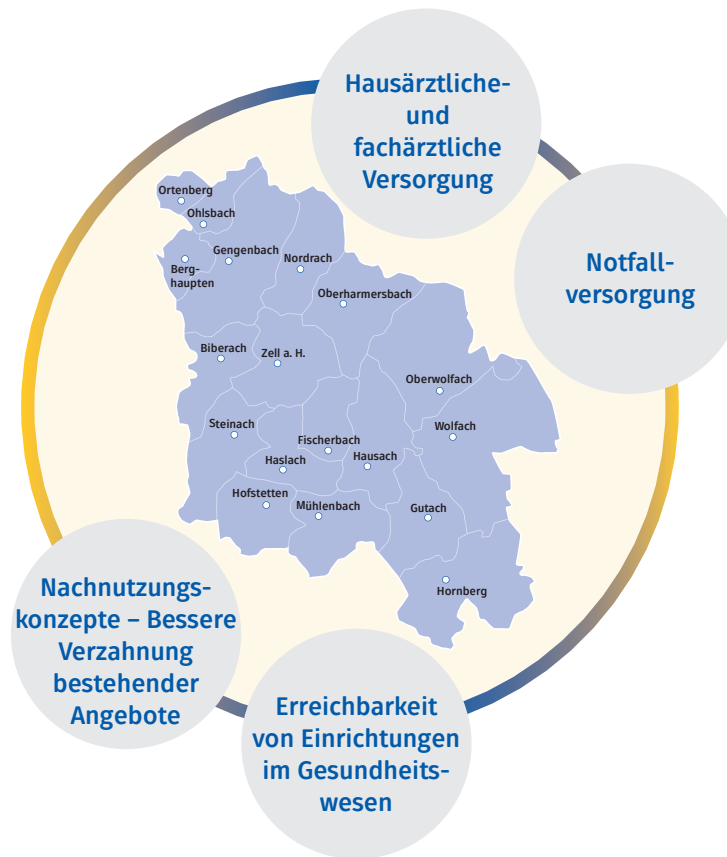 Hausärztliche-
und
fachärztliche
Versorgung
Notfall-
versorgung
Ortenberg
Ohlsbach
Gengenbach
Nordrach
Berg-
haupten
Oberharmersbach
Biberach
Zell a. H.
Oberwolfach
Steinach
Fischerbach
Wolfach
Haslach
Hausach
Hofstetten
Mühlenbach
Gutach
Hornberg
Nachnutzungs-
konzepte – Bessere
Verzahnung
bestehender
Angebote
Erreichbarkeit
von Einrichtungen
im Gesundheits-
wesen